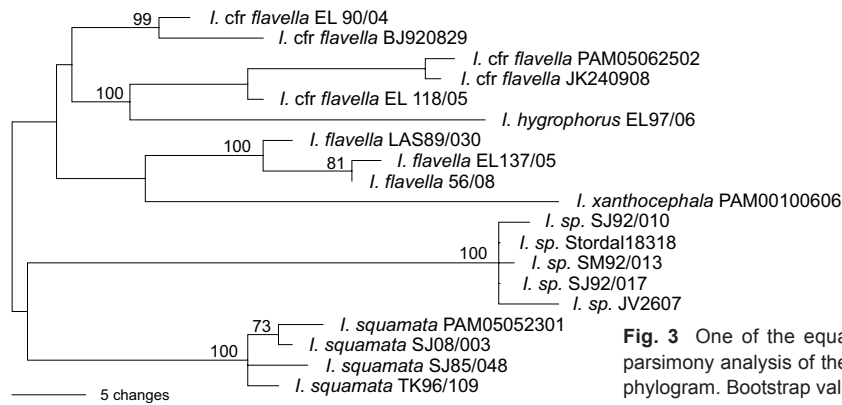 99
I. cfr flavella EL 90/04
I. cfr flavella BJ920829
I. cfr flavella PAM05062502
I. cfr flavella JK240908
100
I. cfr flavella EL 118/05
I. hygrophorus EL97/06
I. flavella LAS89/030
100
I. flavella EL137/05
81
I. flavella 56/08
I. xanthocephala PAM00100606
I. sp. SJ92/010
I. sp. Stordal18318
100
I. sp. SM92/013
I. sp. SJ92/017
I. sp. JV2607
I. squamata PAM05052301
73
I. squamata SJ08/003
100
I. squamata SJ85/048
I. squamata TK96/109
5 changes
Fig. 3 One of the equa
parsimony analysis of the
phylogram. Bootstrap val